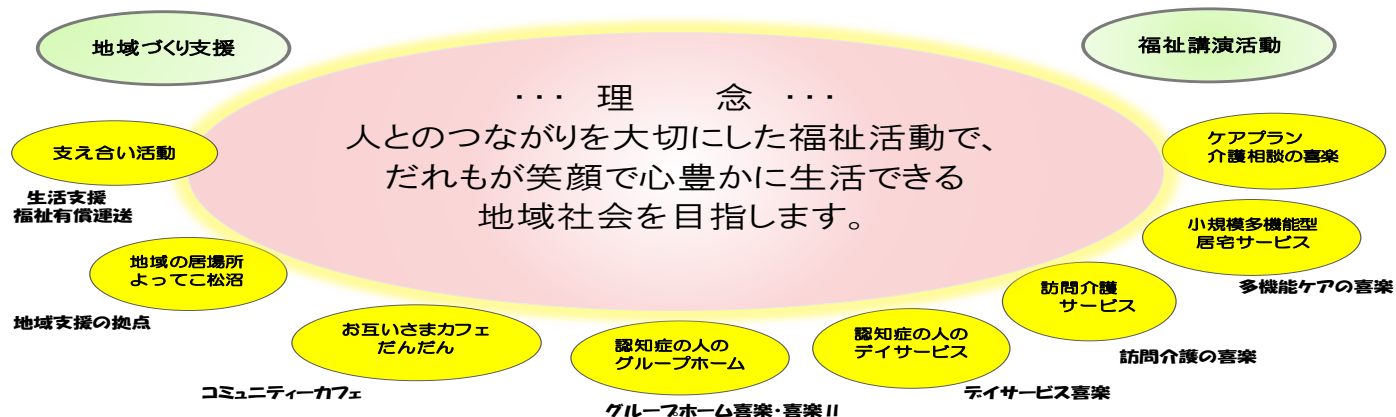 地域づくり支援
福祉講演活動
･･･ 理　　念 ･･･
人とのつながりを大切にした福祉活動で、
だれもが笑顔で心豊かに生活できる
地域社会を目指します。
支え合い活動
生活支援
福祉有償運送
地域の居場所
よってこ松沼
地域支援の拠点
お互いさまカフェ
だんだん
コミュニティーカフェ
認知症の人の
グループホーム
グループホーム喜楽･喜楽Ⅱ
認知症の人の
デイサービス
デイサービス喜楽
訪問介護
サービス
訪問介護の喜楽
小規模多機能型
居宅サービス
多機能ケアの喜楽
ケアプラン
介護相談の喜楽